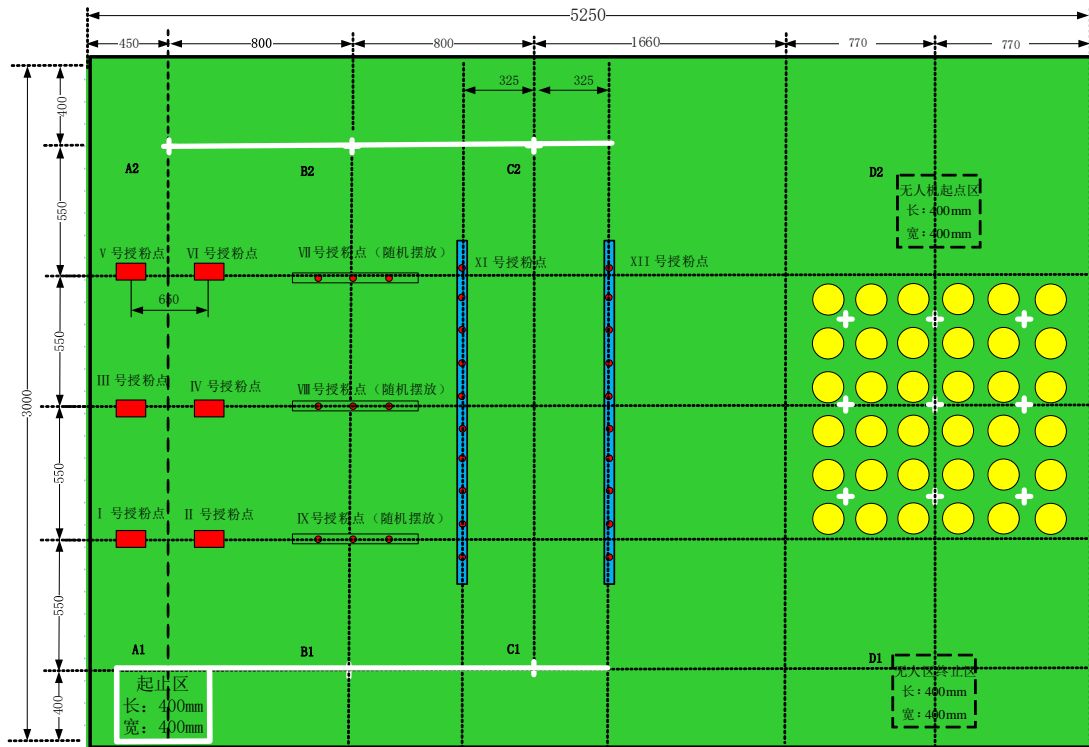 5250
450
800
800
1660
770
770
325
325
400
A2
B2
C2
D2
无人机起点区
长：400mm
宽：400mm
550
V 号授粉点
VI 号授粉点
VII号授粉点（随机摆放）
XI 号授粉点
XII 号授粉点
650
550
3000
III 号授粉点
IV 号授粉点
VIII号授粉点（随机摆放）
550
I 号授粉点
II 号授粉点
IX号授粉点（随机摆放）
550
A1
B1
C1
D1
起止区
长：400mm
宽：400mm
无人区终止区
长：400mm
宽：400mm
400